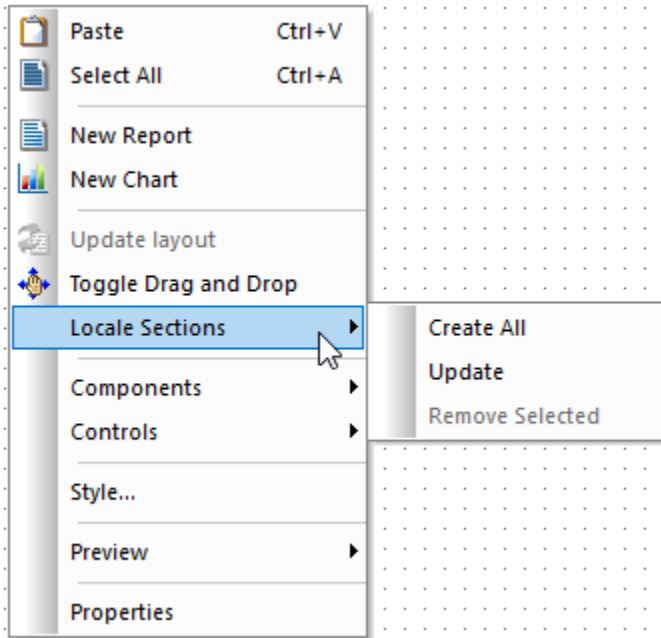 Paste Ctrl+V
Select All Ctrl+A
New Report
New Chart
Update layout
Toggle Drag and Drop
Locale Sections
Create All
Update
Remove Selected
Components
Controls
Style...
Preview
Properties